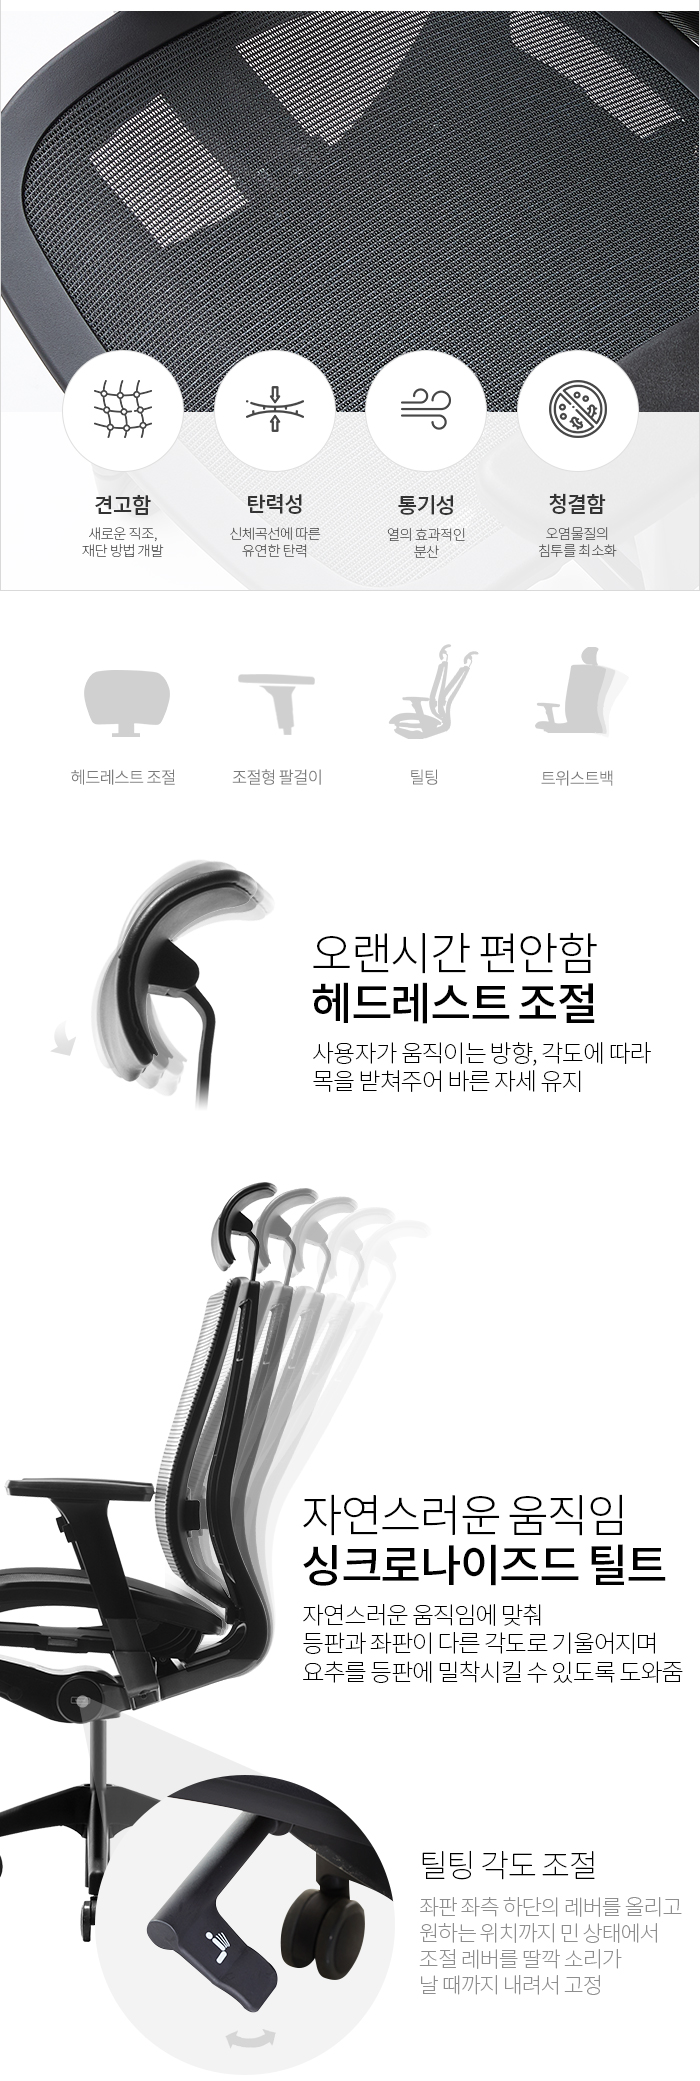 견고함
새로운 직조,
재단 방법 개발
탄력성
신체곡선에 따른
유연한 탄력
통기성
열의 효과적인
분산
청결함
오염물질의
침투를 최소화
헤드레스트 조절
조절형 팔걸이
틸팅
트위스트백
오랜시간 편안함
헤드레스트 조절
사용자가 움직이는 방향, 각도에 따라
목을 받쳐주어 바른 자세 유지
자연스러운 움직임
싱크로나이즈드 틸트
자연스러운 움직임에 맞춰
등판과 좌판이 다른 각도로 기울어지며
요추를 등판에 밀착시킬 수 있도록 도와줌
틸팅 각도 조절
좌판 좌측 하단의 레버를 올리고
원하는 위치까지 민 상태에서
조절 레버를 딸깍 소리가
날 때까지 내려서 고정